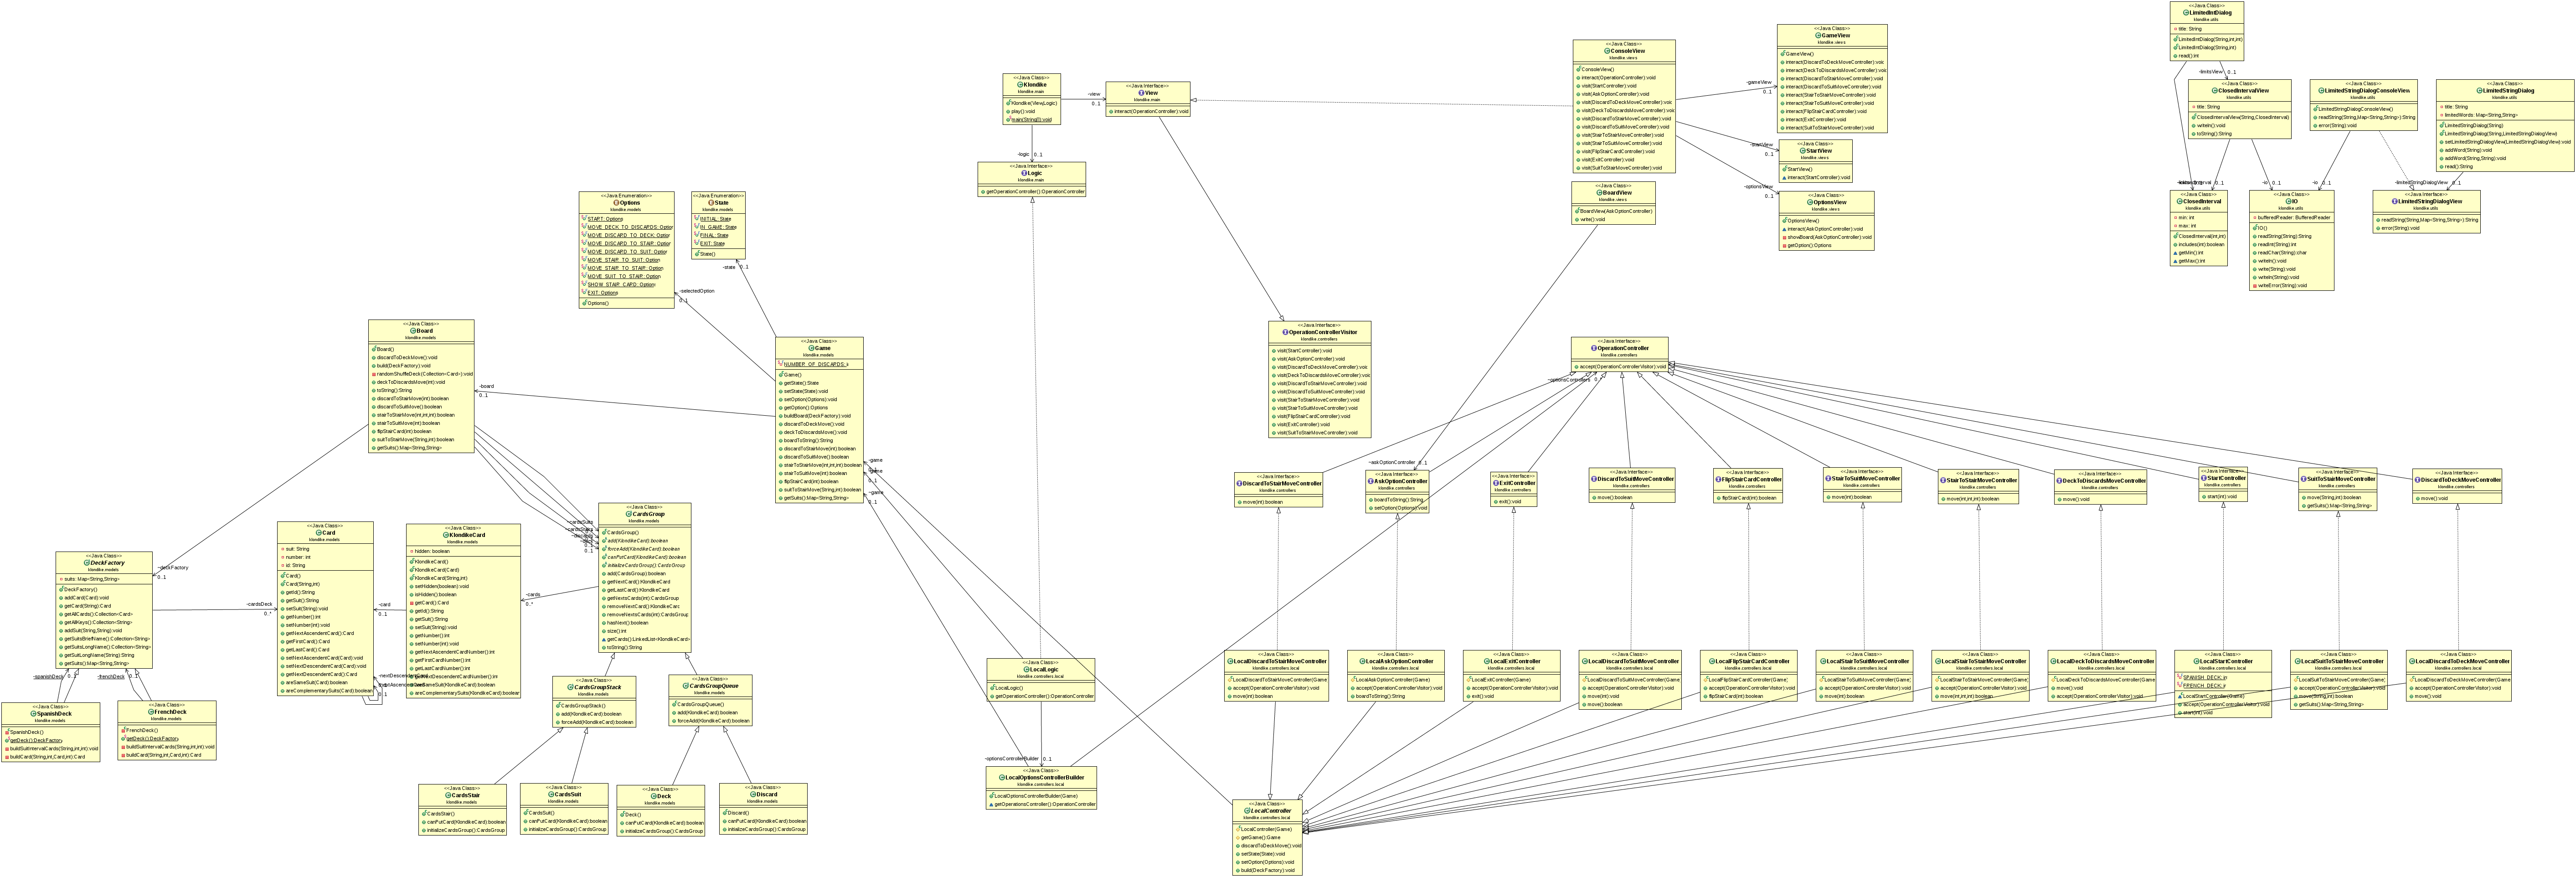 <<Java Class>>
Klondike
klondike.main
Klondike(View,Logic)
play():void
main(String[]):void
-view
0..1
<<Java Interface>>
View
klondike.main
interact(OperationController):void
-logic
0..1
<<Java Interface>>
Logic
klondike.main
getOperationController():OperationController
<<Java Class>>
ConsoleView
klondike.views
ConsoleView()
interact(OperationController):void
visit(StartController):void
visit(AskOptionController):void
visit(DiscardToDeckMoveController):void
visit(DeckToDiscardsMoveController):void
visit(DiscardToStairMoveController):void
visit(DiscardToSuitMoveController):void
visit(StairToStairMoveController):void
visit(StairToSuitMoveController):void
visit(FlipStairCardController):void
visit(ExitController):void
visit(SuitToStairMoveController):void
-gameView
0..1
<<Java Class>>
GameView
klondike.views
GameView()
interact(DiscardToDeckMoveController):void
interact(DeckToDiscardsMoveController):void
interact(DiscardToStairMoveController):void
interact(DiscardToSuitMoveController):void
interact(StairToStairMoveController):void
interact(StairToSuitMoveController):void
interact(FlipStairCardController):void
interact(ExitController):void
interact(SuitToStairMoveController):void
-startView
0..1
<<Java Class>>
StartView
klondike.views
StartView()
interact(StartController):void
-optionsView
0..1
<<Java Class>>
OptionsView
klondike.views
OptionsView()
interact(AskOptionController):void
showBoard(AskOptionController):void
getOption():Options
<<Java Class>>
BoardView
klondike.views
BoardView(AskOptionController)
write():void
<<Java Class>>
LimitedIntDialog
klondike.utils
title: String
LimitedIntDialog(String,int,int)
LimitedIntDialog(String,int)
read():int
-limitsView
0..1
<<Java Class>>
ClosedIntervalView
klondike.utils
title: String
ClosedIntervalView(String,ClosedInterval)
writeln():void
toString():String
<<Java Class>>
LimitedStringDialogConsoleView
klondike.utils
LimitedStringDialogConsoleView()
readString(String,Map<String,String>):String
error(String):void
<<Java Class>>
LimitedStringDialog
klondike.utils
title: String
limitedWords: Map<String,String>
LimitedStringDialog(String)
LimitedStringDialog(String,LimitedStringDialogView)
setLimitedStringDialogView(LimitedStringDialogView):void
addWord(String):void
addWord(String,String):void
read():String
0..1
-io
0..1
-io
0..1
-limitedStringDialogView
0..1
<<Java Class>>
ClosedInterval
klondike.utils
min: int
max: int
ClosedInterval(int,int)
includes(int):boolean
getMin():int
getMax():int
<<Java Class>>
IO
klondike.utils
bufferedReader: BufferedReader
IO()
readString(String):String
readInt(String):int
readChar(String):char
writeln():void
write(String):void
writeln(String):void
writeError(String):void
<<Java Interface>>
LimitedStringDialogView
klondike.utils
readString(String,Map<String,String>):String
error(String):void
<<Java Enumeration>>
Options
klondike.models
START: Options
MOVE_DECK_TO_DISCARDS: Option
MOVE_DISCARD_TO_DECK: Option
MOVE_DISCARD_TO_STAIR: Option
MOVE_DISCARD_TO_SUIT: Option
MOVE_STAIR_TO_SUIT: Option
MOVE_STAIR_TO_STAIR: Option
MOVE_SUIT_TO_STAIR: Option
SHOW_STAIR_CARD: Option
EXIT: Options
Options()
<<Java Enumeration>>
State
klondike.models
INITIAL: State
IN_GAME: State
FINAL: State
EXIT: State
State()
-state
0..1
-selectedOption
0..1
<<Java Class>>
Board
klondike.models
Board()
discardToDeckMove():void
build(DeckFactory):void
randomShuffleDeck(Collection<Card>):void
deckToDiscardsMove(int):void
toString():String
discardToStairMove(int):boolean
discardToSuitMove():boolean
stairToStairMove(int,int,int):boolean
stairToSuitMove(int):boolean
flipStairCard(int):boolean
suitToStairMove(String,int):boolean
getSuits():Map<String,String>
-board
0..1
<<Java Class>>
Game
klondike.models
NUMBER_OF_DISCARDS:
Game()
getState():State
setState(State):void
setOption(Options):void
getOption():Options
buildBoard(DeckFactory):void
discardToDeckMove():void
deckToDiscardsMove():void
boardToString():String
discardToStairMove(int):boolean
discardToSuitMove():boolean
stairToStairMove(int,int,int):boolean
stairToSuitMove(int):boolean
flipStairCard(int):boolean
suitToStairMove(String,int):boolean
getSuits():Map<String,String>
-game
-game
0..1
-game
0..1
<<Java Interface>>
OperationControllerVisitor
klondike.controllers
visit(StartController):void
visit(AskOptionController):void
visit(DiscardToDeckMoveController):void
visit(DeckToDiscardsMoveController):void
visit(DiscardToStairMoveController):void
visit(DiscardToSuitMoveController):void
visit(StairToStairMoveController):void
visit(StairToSuitMoveController):void
visit(FlipStairCardController):void
visit(ExitController):void
visit(SuitToStairMoveController):void
<<Java Interface>>
OperationController
klondike.controllers
accept(OperationControllerVisitor):void
-optionsControllers
0..*
-askOptionController
0..1
<<Java Interface>>
DiscardToStairMoveController
klondike.controllers
move(int):boolean
<<Java Interface>>
AskOptionController
klondike.controllers
boardToString():String
setOption(Options):void
<<Java Interface>>
ExitController
klondike.controllers
exit():void
<<Java Interface>>
DiscardToSuitMoveController
klondike.controllers
move():boolean
<<Java Interface>>
FlipStairCardController
klondike.controllers
flipStairCard(int):boolean
<<Java Interface>>
StairToSuitMoveController
klondike.controllers
move(int):boolean
<<Java Interface>>
StairToStairMoveController
klondike.controllers
move(int,int,int):boolean
<<Java Interface>>
DeckToDiscardsMoveController
klondike.controllers
move():void
<<Java Interface>>
StartController
klondike.controllers
start(int):void
<<Java Interface>>
SuitToStairMoveController
klondike.controllers
move(String,int):boolean
getSuits():Map<String,String>
<<Java Interface>>
DiscardToDeckMoveController
klondike.controllers
move():void
<<Java Class>>
DeckFactory
klondike.models
suits: Map<String,String>
DeckFactory()
addCard(Card):void
getCard(String):Card
getAllCards():Collection<Card>
getAllKeys():Collection<String>
addSuit(String,String):void
getSuitsBriefName():Collection<String>
getSuitsLongName():Collection<String>
getSuitLongName(String):String
getSuits():Map<String,String>
-deckFactory
0..1
-cardsDeck
0..*
<<Java Class>>
Card
klondike.models
suit: String
number: int
id: String
Card()
Card(String,int)
getId():String
getSuit():String
setSuit(String):void
getNumber():int
setNumber(int):void
getNextAscendentCard():Card
getFirstCard():Card
getLastCard():Card
setNextAscendentCard(Card):void
setNextDescendentCard(Card):void
getNextDescendentCard():Card
areSameSuit(Card):boolean
areComplementarySuits(Card):boolean
-card
0..1
<<Java Class>>
KlondikeCard
klondike.models
hidden: boolean
KlondikeCard()
KlondikeCard(Card)
KlondikeCard(String,int)
setHidden(boolean):void
isHidden():boolean
getCard():Card
getId():String
getSuit():String
setSuit(String):void
getNumber():int
setNumber(int):void
getNextAscendentCardNumber():int
getFirstCardNumber():int
getLastCardNumber():int
getNextDescendentCardNumber():int
areSameSuit(KlondikeCard):boolean
areComplementarySuits(KlondikeCard):boolean
0..1
-cards
0..*
-cardsSuits
0..1
<<Java Class>>
CardsGroup
klondike.models
CardsGroup()
add(KlondikeCard):boolean
forceAdd(KlondikeCard):boolean
canPutCard(KlondikeCard):boolean
initializeCardsGroup():CardsGroup
add(CardsGroup):boolean
getNextCard():KlondikeCard
getLastCard():KlondikeCard
getNextsCards(int):CardsGroup
removeNextCard():KlondikeCard
removeNextsCards(int):CardsGroup
hasNext():boolean
size():int
getCards():LinkedList<KlondikeCard>
toString():String
-spanishDeck
0..1
-frenchDeck
0..1
<<Java Class>>
SpanishDeck
klondike.models
SpanishDeck()
getDeck():DeckFactory
buildSuitIntervalCards(String,int,int):void
buildCard(String,int,Card,int):Card
<<Java Class>>
FrenchDeck
klondike.models
FrenchDeck()
getDeck():DeckFactory
buildSuitIntervalCards(String,int,int):void
buildCard(String,int,Card,int):Card
<<Java Class>>
CardsGroupStack
klondike.models
CardsGroupStack()
add(KlondikeCard):boolean
forceAdd(KlondikeCard):boolean
<<Java Class>>
CardsGroupQueue
klondike.models
CardsGroupQueue()
add(KlondikeCard):boolean
forceAdd(KlondikeCard):boolean
<<Java Class>>
CardsStair
klondike.models
CardsStair()
canPutCard(KlondikeCard):boolean
initializeCardsGroup():CardsGroup
<<Java Class>>
CardsSuit
klondike.models
CardsSuit()
canPutCard(KlondikeCard):boolean
initializeCardsGroup():CardsGroup
<<Java Class>>
Deck
klondike.models
Deck()
canPutCard(KlondikeCard):boolean
initializeCardsGroup():CardsGroup
<<Java Class>>
Discard
klondike.models
Discard()
canPutCard(KlondikeCard):boolean
initializeCardsGroup():CardsGroup
<<Java Class>>
LocalLogic
klondike.controllers.local
LocalLogic()
getOperationController():OperationController
-optionsControllerBuilder
0..1
<<Java Class>>
LocalOptionsControllerBuilder
klondike.controllers.local
LocalOptionsControllerBuilder(Game)
getOperationsController():OperationController
<<Java Class>>
LocalDiscardToStairMoveController
klondike.controllers.local
LocalDiscardToStairMoveController(Game
accept(OperationControllerVisitor):void
move(int):boolean
<<Java Class>>
LocalAskOptionController
klondike.controllers.local
LocalAskOptionController(Game)
accept(OperationControllerVisitor):void
boardToString():String
<<Java Class>>
LocalExitController
klondike.controllers.local
LocalExitController(Game)
accept(OperationControllerVisitor):void
exit():void
<<Java Class>>
LocalDiscardToSuitMoveController
klondike.controllers.local
LocalDiscardToSuitMoveController(Game
accept(OperationControllerVisitor):void
move(int):void
move():boolean
<<Java Class>>
LocalFlipStairCardController
klondike.controllers.local
LocalFlipStairCardController(Game)
accept(OperationControllerVisitor):void
flipStairCard(int):boolean
<<Java Class>>
LocalStairToSuitMoveController
klondike.controllers.local
LocalStairToSuitMoveController(Game)
accept(OperationControllerVisitor):void
move(int):boolean
<<Java Class>>
LocalStairToStairMoveController
klondike.controllers.local
LocalStairToStairMoveController(Game)
accept(OperationControllerVisitor):void
move(int,int,int):boolean
<<Java Class>>
LocalDeckToDiscardsMoveController
klondike.controllers.local
LocalDeckToDiscardsMoveController(Game
move():void
accept(OperationControllerVisitor):void
<<Java Class>>
LocalStartController
klondike.controllers.local
SPANISH_DECK: int
FRENCH_DECK: int
LocalStartController(Game)
accept(OperationControllerVisitor):void
start(int):void
<<Java Class>>
LocalSuitToStairMoveController
klondike.controllers.local
LocalSuitToStairMoveController(Game)
accept(OperationControllerVisitor):void
move(String,int):boolean
getSuits():Map<String,String>
<<Java Class>>
LocalDiscardToDeckMoveController
klondike.controllers.local
LocalDiscardToDeckMoveController(Game
accept(OperationControllerVisitor):void
move():void
<<Java Class>>
LocalController
klondike.controllers.local
LocalController(Game)
getGame():Game
discardToDeckMove():void
setState(State):void
setOption(Options):void
build(DeckFactory):void